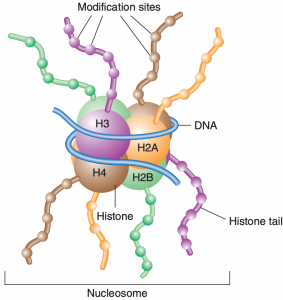 Modification sites
H3
DNA
H2A
H4
H2B
Histone
Histone tail
Nucleosome